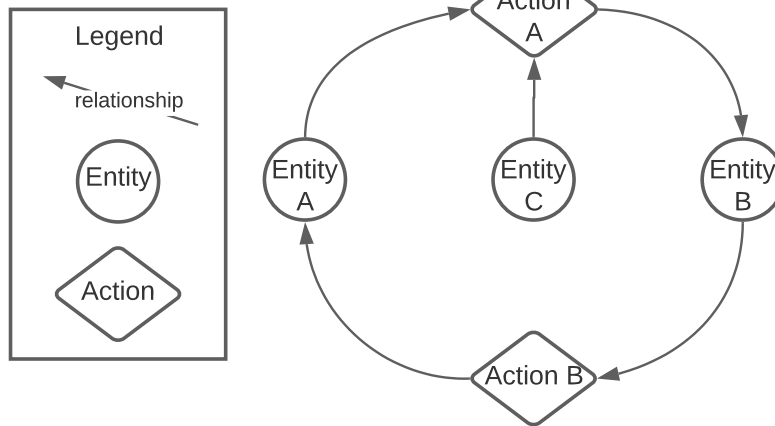 Legend
relationship
Entity
Action
Action
A
Entity
A
Entity
C
Entity
B
Action B